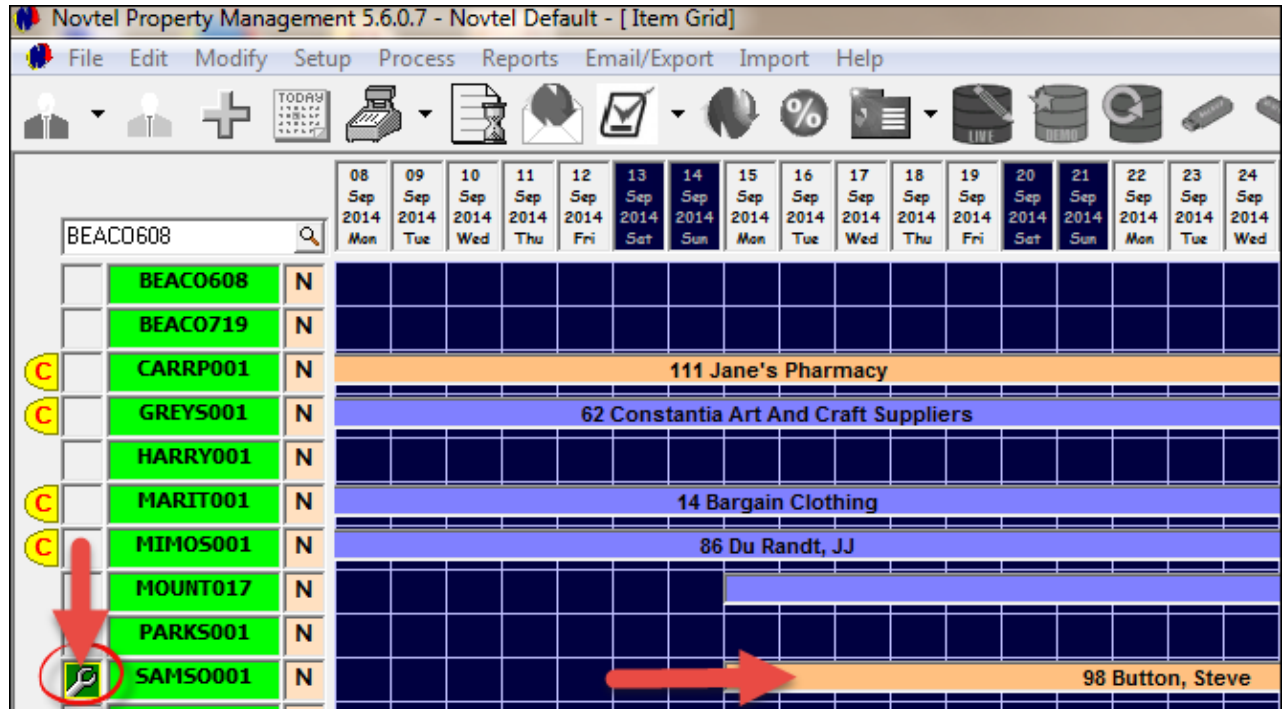 Novtel Property Management 5.6.0.7 - Novtel Default - [ Item Grid]
File Edit Modify Setup Process Reports Email/Export Import Help
TODAY
%
LIVE
DEMO
08 09 10 11 12 13 14 15 16 17 18 19 20 21 22 23 24
Sep Sep Sep Sep Sep Sep Sep Sep Sep Sep Sep Sep Sep Sep Sep Sep Sep
2014 2014 2014 2014 2014 2014 2014 2014 2014 2014 2014 2014 2014 2014 2014 2014 2014
Mon Tue Wed Thu Fri Sat Sun Mon Tue Wed Thu Fri Sat Sun Mon Tue Wed
BEACO608
BEACO608 N
BEACO719 N
C CARRP001 N 111 Jane's Pharmacy
C GREYS001 N 62 Constantia Art And Craft Suppliers
HARRY001 N
C MARIT001 N 14 Bargain Clothing
C MIMOS001 N 86 Du Randt, JJ
MOUNT017 N
PARKS001 N
SAMSO001 N 98 Button, Steve